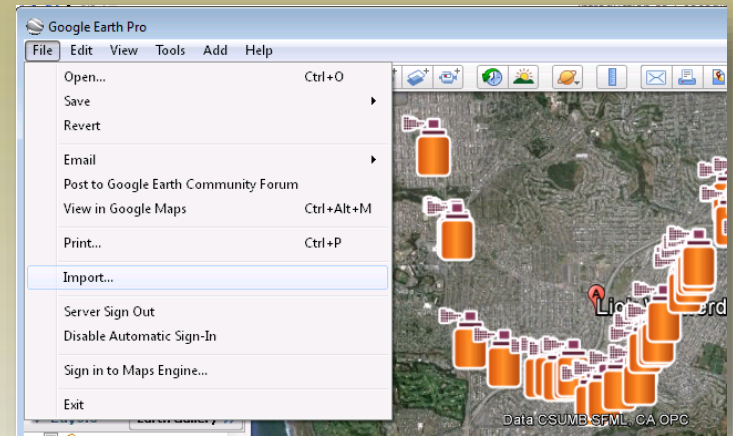 Google Earth Pro
File Edit View Tools Add Help
Open... Ctrl+O
Save
Revert
Email
Post to Google Earth Community Forum
View in Google Maps Ctrl+Alt+M
Print... Ctrl+P
Import...
Server Sign Out
Disable Automatic Sign-In
Sign in to Maps Engine...
Exit
A
Data CSUMB SFML, CA OPC